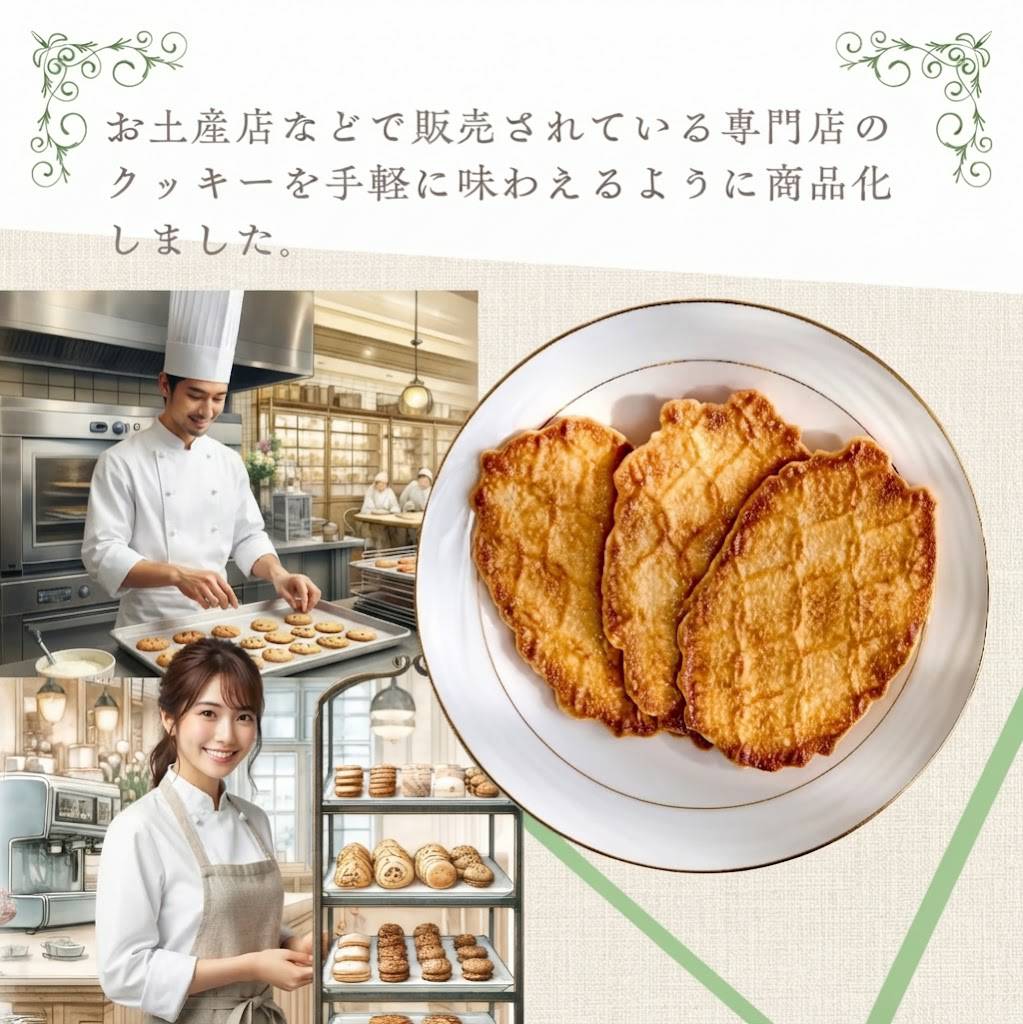 お土産店などで販売されている専門店の
クッキーを手軽に味わえるように商品化
しました。